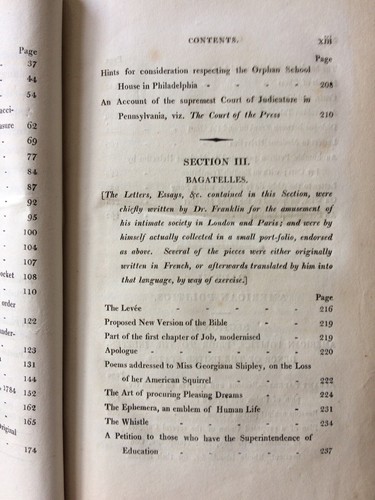 Page
37
44
54
acci-
asure
62
69
77
84
87
92
95
100
104
107
ocket 108
110
order
122
nder-
123
131
144
1784 152
162
165
riginal
174
CONTENTS.
xiii
Page
Hints for consideration respecting the Orphan School
House in Philadelphia - - - - 208
An Account of the supremest Court of Judicature in
Pennsylvania, viz. The Court of the Press 210
SECTION III.
BAGATELLES.
[The Letters, Essays, &c. contained in this Section, were
chiefly written by Dr. Franklin for the amusement of
his intimate society in London and Paris; and were by
himself actually collected in a small port-folio, endorsed
as above. Several of the pieces were either originally
written in French, or afterwards translated by him into
that language, by way of exercise.]
Page
The Levée - - - - - 216
Proposed New Version of the Bible - - - 219
Part of the first chapter of Job, modernised - 219
Apologue - - - - - 220
Poems addressed to Miss Georgiana Shipley, on the Loss
of her American Squirrel - - - 222
The Art of procuring Pleasing Dreams - 224
The Ephemera, an emblem of Human Life. - 231
The Whistle - - - - 234
A Petition to those who have the Superintendence of
Education - - - - 237